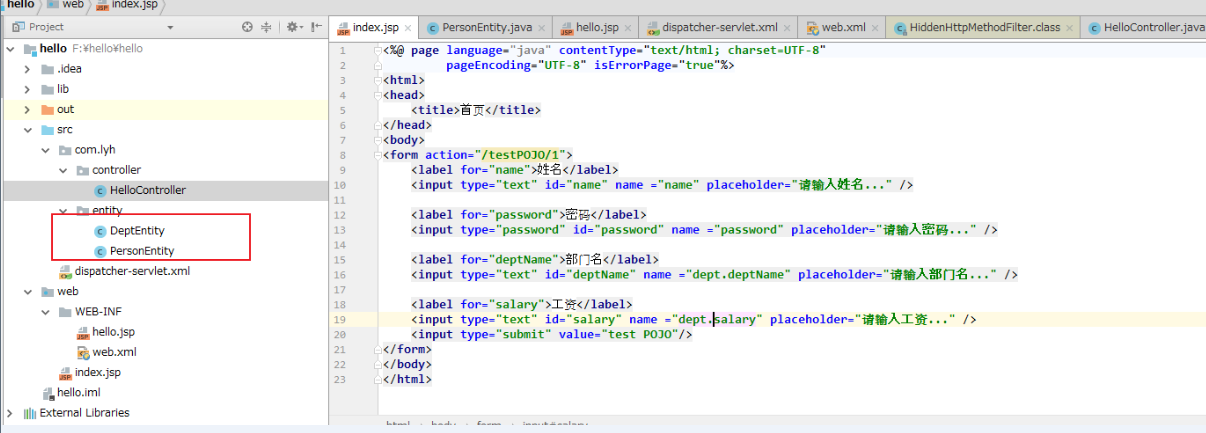 hello web index.jsp
Project
hello F:¥hello¥hello
.idea
lib
out
src
com.lyh
controller
HelloController
entity
DeptEntity
PersonEntity
dispatcher-servlet.xml
web
WEB-INF
hello.jsp
web.xml
index.jsp
hello.iml
External Libraries
index.jsp × PersonEntity.java × hello.jsp × dispatcher-servlet.xml × web.xml × HiddenHttpMethodFilter.class × HelloController.java
1 <%@ page language="java" contentType="text/html; charset=UTF-8"
2 pageEncoding="UTF-8" isErrorPage="true"%>
3 <html>
4 <head>
5 <title>首页</title>
6 </head>
7 <body>
8 <form action="/testPOJO/1">
9 <label for="name">姓名</label>
10 <input type="text" id="name" name ="name" placeholder="请输入姓名..." />
11
12 <label for="password">密码</label>
13 <input type="password" id="password" name ="password" placeholder="请输入密码..." />
14
15 <label for="deptName">部门名</label>
16 <input type="text" id="deptName" name ="dept.deptName" placeholder="请输入部门名..." />
17
18 <label for="salary">工资</label>
19 <input type="text" id="salary" name ="dept.salary" placeholder="请输入工资..." />
20 <input type="submit" value="test POJO"/>
21 </form>
22 </body>
23 </html>